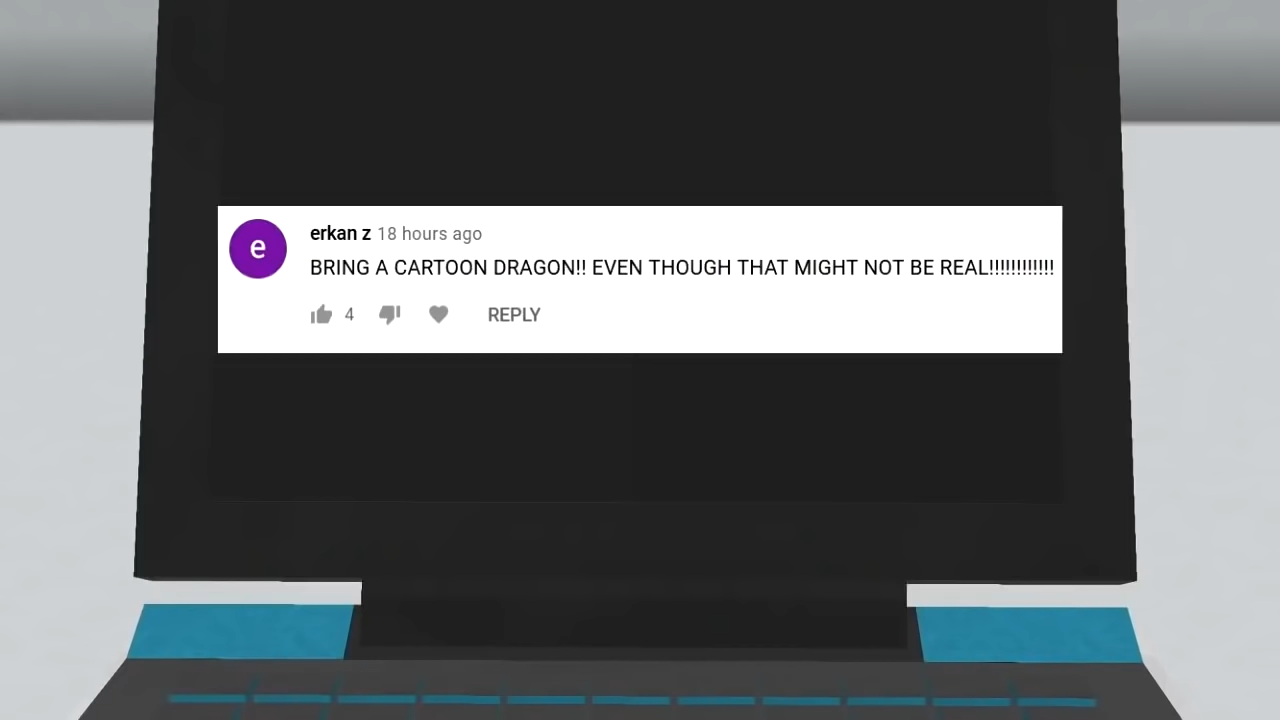 e
erkan z 18 hours ago
BRING A CARTOON DRAGON!! EVEN THOUGH THAT MIGHT NOT BE REAL!!!!!!!!!!!!
4 REPLY